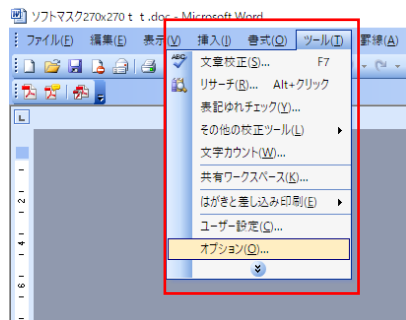 ソフトマスク270x270 t t .doc - Microsoft Word
ファイル(F) 編集(E) 表示(V) 挿入(I) 書式(O) ツール(T) 罫線(A)
文章校正(S)... F7
リサーチ(R)... Alt+クリック
表記ゆれチェック(Y)...
その他の校正ツール(L)
文字カウント(W)...
共有ワークスペース(K)...
はがきと差し込み印刷(E)
ユーザー設定(C)...
オプション(O)...
L
2
4
6